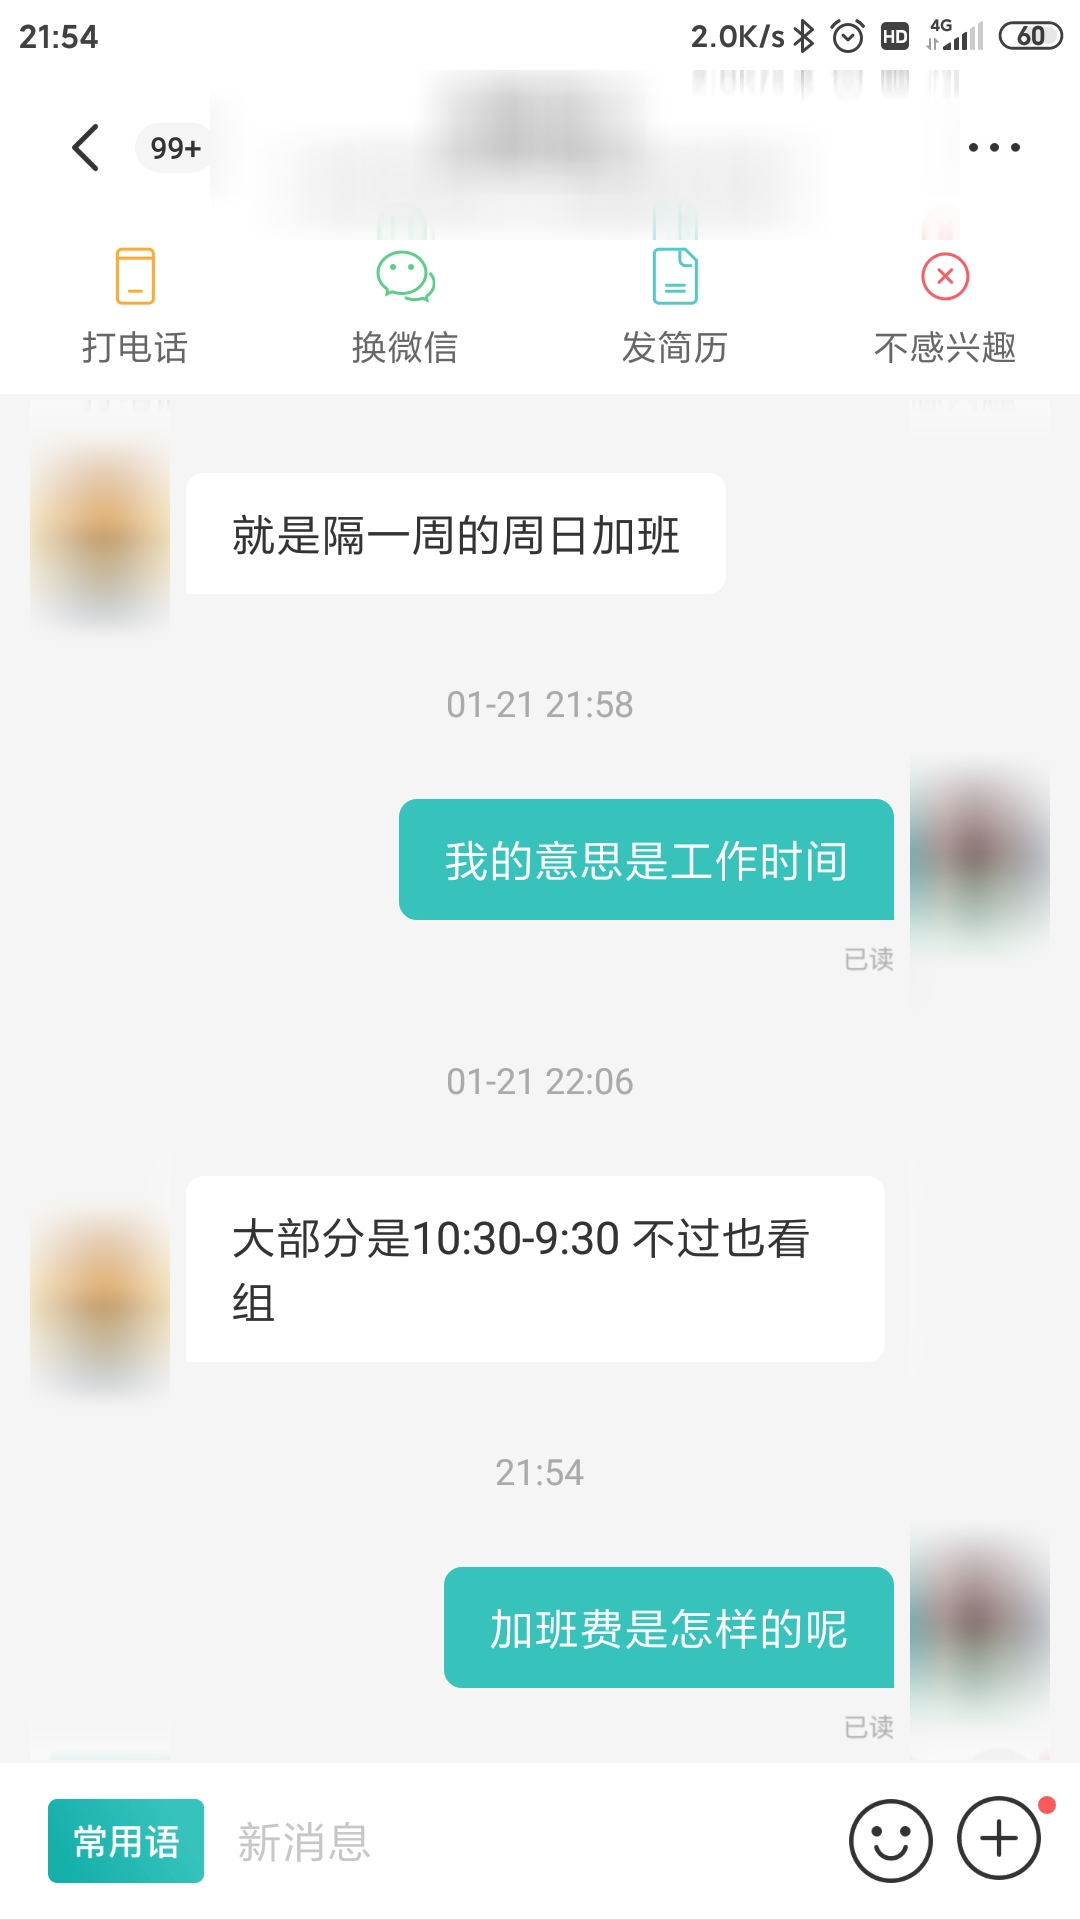 21:54 2.0K/s HD 4G 60
99+
打电话 换微信 发简历 不感兴趣
就是隔一周的周日加班
01-21 21:58
我的意思是工作时间
已读
01-21 22:06
大部分是10:30-9:30 不过也看
组
21:54
加班费是怎样的呢
已读
常用语 新消息